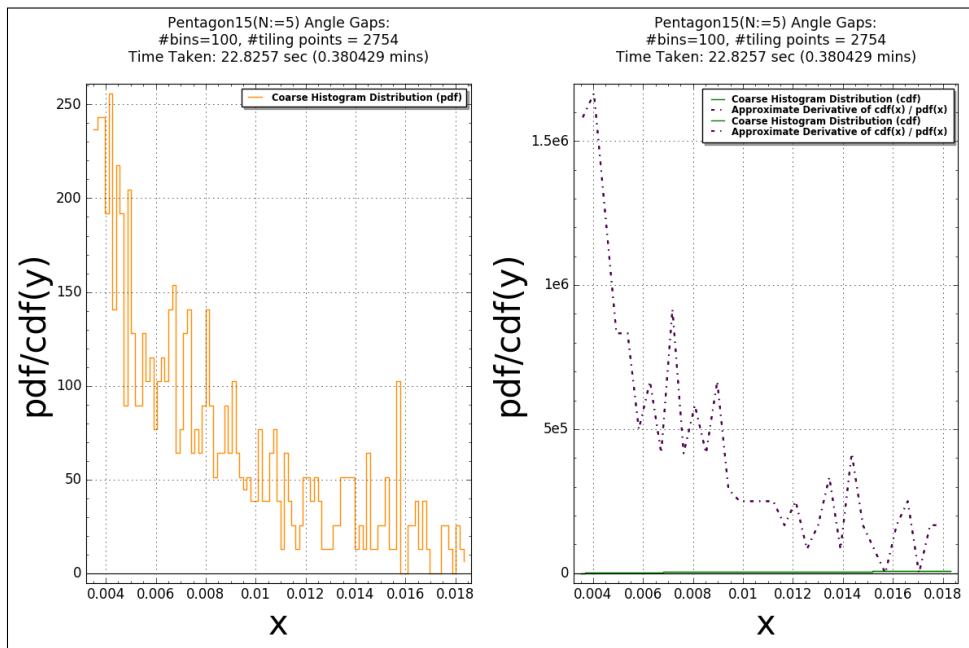 Pentagon15(N:=5) Angle Gaps:
#bins=100, #tiling points = 2754
Time Taken: 22.8257 sec (0.380429 mins)
Coarse Histogram Distribution (pdf)
250
200
150
100
50
0
0.004 0.006 0.008 0.010 0.012 0.014 0.016 0.018
pdf/cdf(y)
x
Pentagon15(N:=5) Angle Gaps:
#bins=100, #tiling points = 2754
Time Taken: 22.8257 sec (0.380429 mins)
Coarse Histogram Distribution (cdf)
Approximate Derivative of cdf(x) / pdf(x)
Coarse Histogram Distribution (cdf)
Approximate Derivative of cdf(x) / pdf(x)
1.5e6
1e6
5e5
0
0.004 0.006 0.008 0.010 0.012 0.014 0.016 0.018
pdf/cdf(y)
x